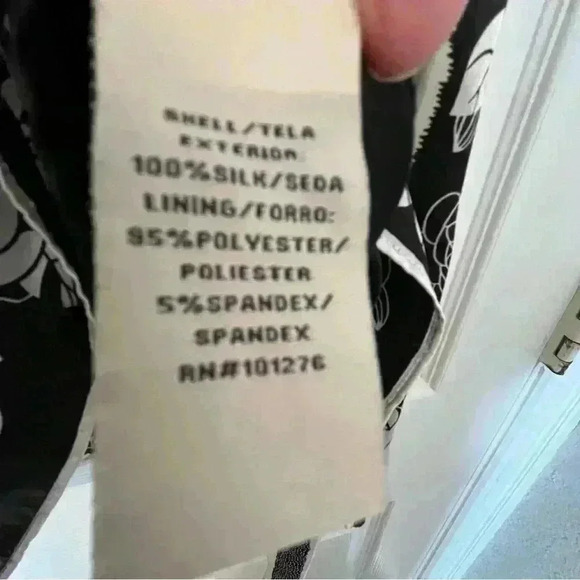 SHELL/TELA
EXTERIOR:
100%SILK/SEDA
LINING/FORRO:
95%POLYESTER/
POLIESTER
5%SPANDEX/
SPANDEX
RN#101276